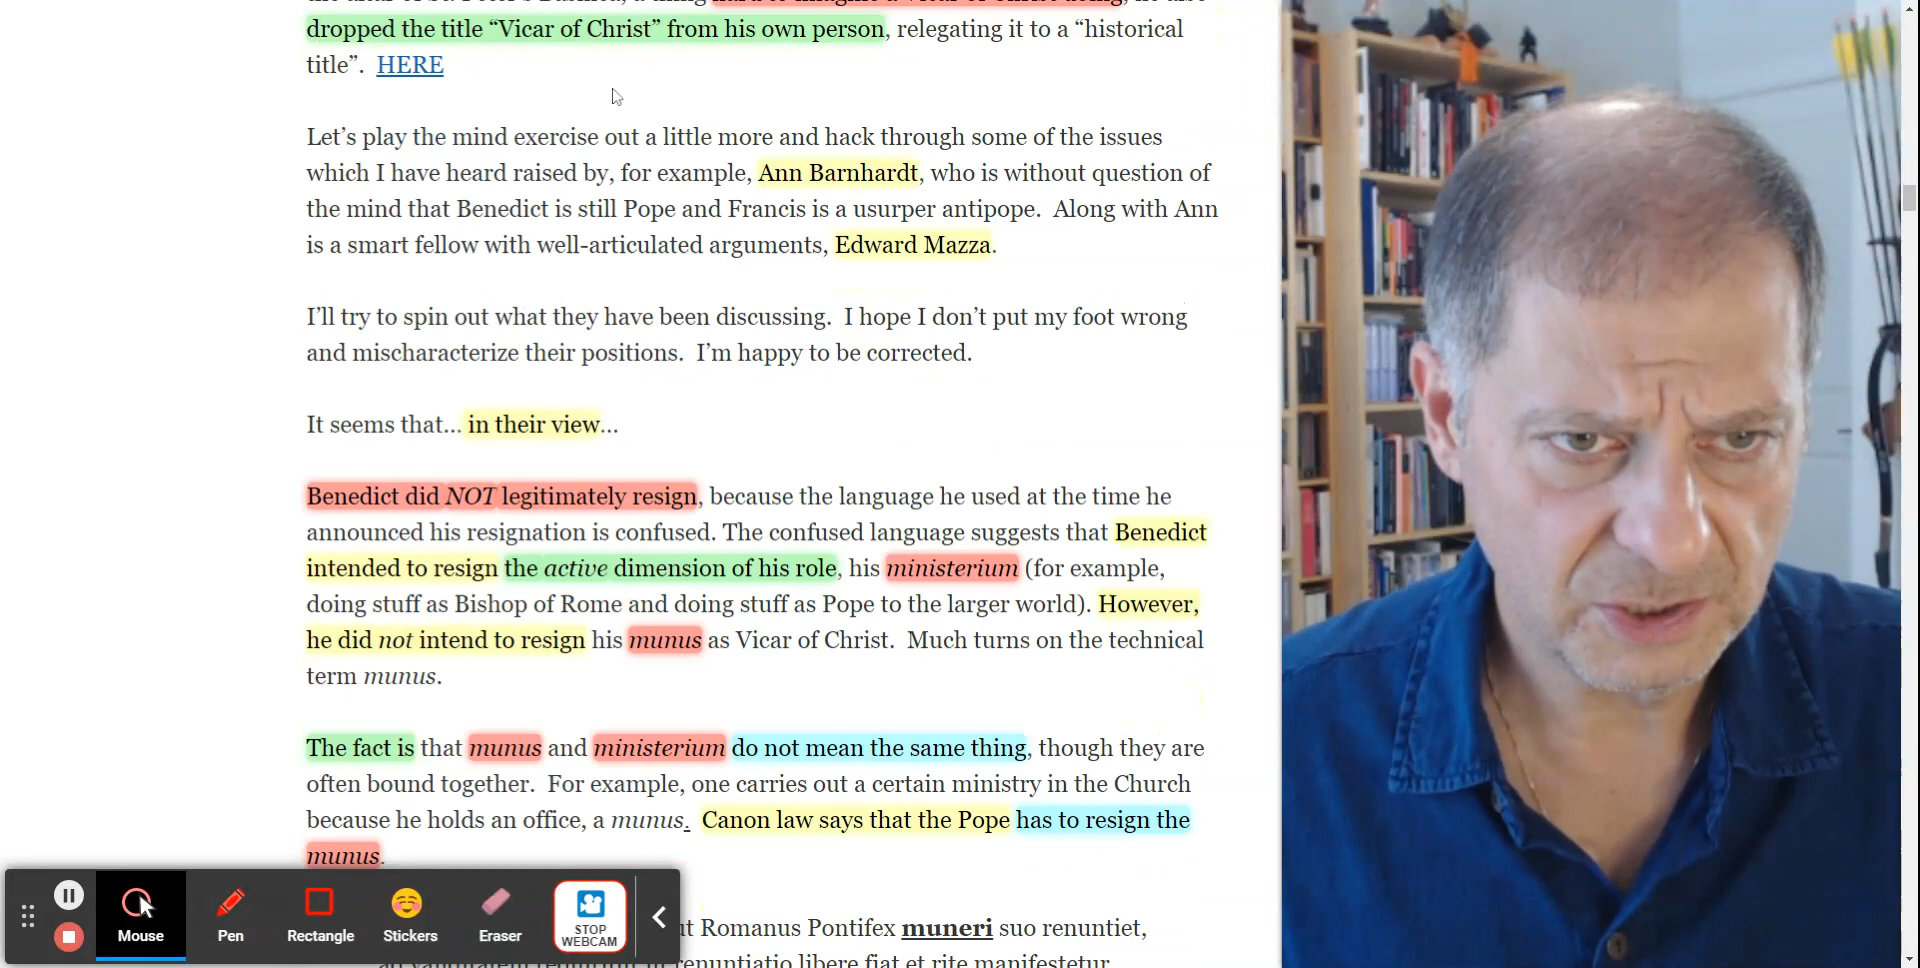 dropped the title “Vicar of Christ” from his own person, relegating it to a “historical
title”.  HERE
Let’s play the mind exercise out a little more and hack through some of the issues
which I have heard raised by, for example, Ann Barnhardt, who is without question of
the mind that Benedict is still Pope and Francis is a usurper antipope.  Along with Ann
is a smart fellow with well-articulated arguments, Edward Mazza.
I’ll try to spin out what they have been discussing.  I hope I don’t put my foot wrong
and mischaracterize their positions.  I’m happy to be corrected.
It seems that… in their view…
Benedict did NOT legitimately resign, because the language he used at the time he
announced his resignation is confused. The confused language suggests that Benedict
intended to resign the active dimension of his role, his ministerium (for example,
doing stuff as Bishop of Rome and doing stuff as Pope to the larger world). However,
he did not intend to resign his munus as Vicar of Christ.  Much turns on the technical
term munus.
The fact is that munus and ministerium do not mean the same thing, though they are
often bound together.  For example, one carries out a certain ministry in the Church
because he holds an office, a munus.  Canon law says that the Pope has to resign the
munus.
Romanus Pontifex muneri suo renuntiet,
renuntiatio libere fiat et rite manifestetur
Mouse
Pen
Rectangle
Stickers
Eraser
STOP
WEBCAM